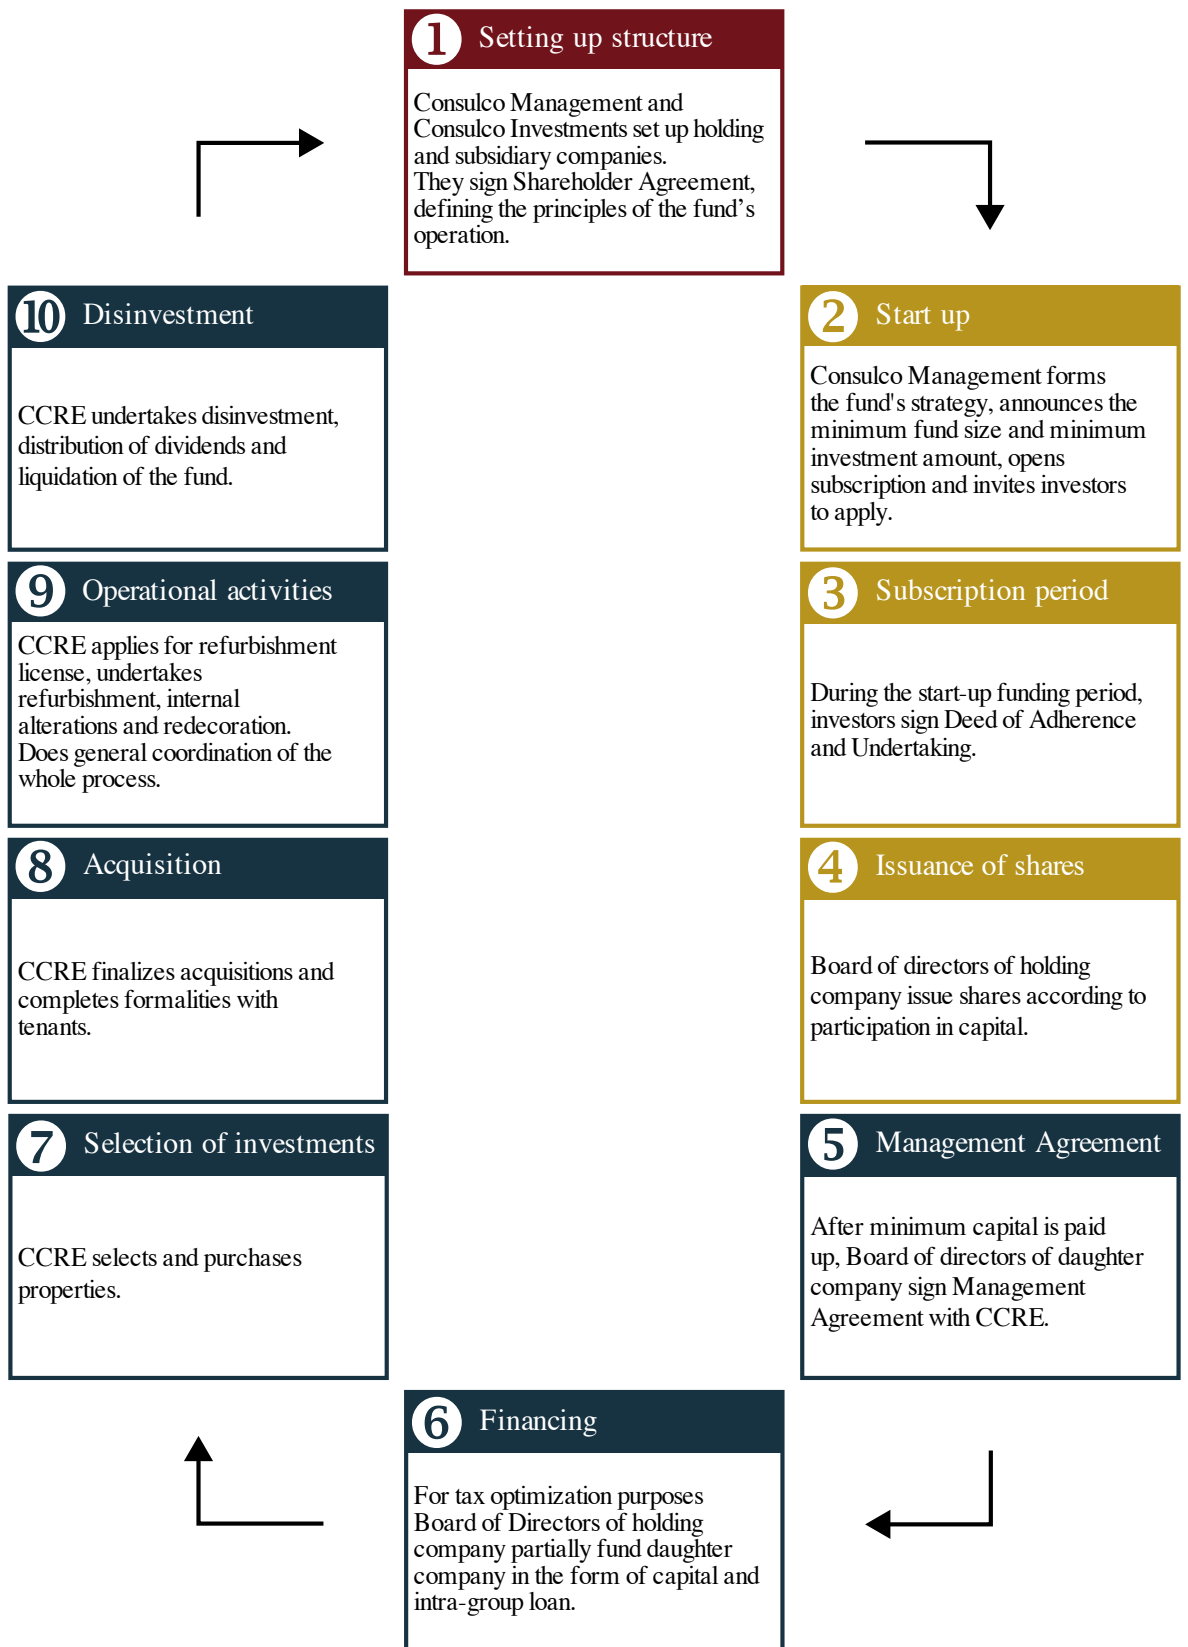 1 Setting up structure
Consulco Management and
Consulco Investments set up holding
and subsidiary companies.
They sign Shareholder Agreement,
defining the principles of the fund’s
operation.
2 Start up
Consulco Management forms
the fund's strategy, announces the
minimum fund size and minimum
investment amount, opens
subscription and invites investors
to apply.
3 Subscription period
During the start-up funding period,
investors sign Deed of Adherence
and Undertaking.
4 Issuance of shares
Board of directors of holding
company issue shares according to
participation in capital.
5 Management Agreement
After minimum capital is paid
up, Board of directors of daughter
company sign Management
Agreement with CCRE.
6 Financing
For tax optimization purposes
Board of Directors of holding
company partially fund daughter
company in the form of capital and
intra-group loan.
7 Selection of investments
CCRE selects and purchases
properties.
8 Acquisition
CCRE finalizes acquisitions and
completes formalities with
tenants.
9 Operational activities
CCRE applies for refurbishment
license, undertakes
refurbishment, internal
alterations and redecoration.
Does general coordination of the
whole process.
10 Disinvestment
CCRE undertakes disinvestment,
distribution of dividends and
liquidation of the fund.